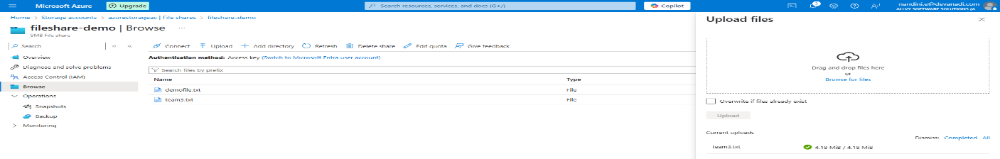 Microsoft Azure
Upgrade
Search resources, services, and docs (G+/)
Copilot
2
nandini.e@devanadi.com
ALLVY SOFTWARE SOLUTIONS (A...
Home > Storage accounts > azurestorageec | File shares > fileshare-demo
fileshare-demo | Browse ...
SMB File share
Search
Overview
Diagnose and solve problems
Access Control (IAM)
Browse
Operations
Snapshots
Backup
Monitoring
Connect Upload Add directory Refresh Delete share Edit quota Give feedback
Authentication method: Access key (Switch to Microsoft Entra user account)
Search files by prefix
Name Type
demofile.txt File
team3.txt File
Upload files
Drag and drop files here
or
Browse for files
Overwrite if files already exist
Upload
Current uploads
Dismiss: Completed All
team3.txt 4.18 MiB / 4.18 MiB